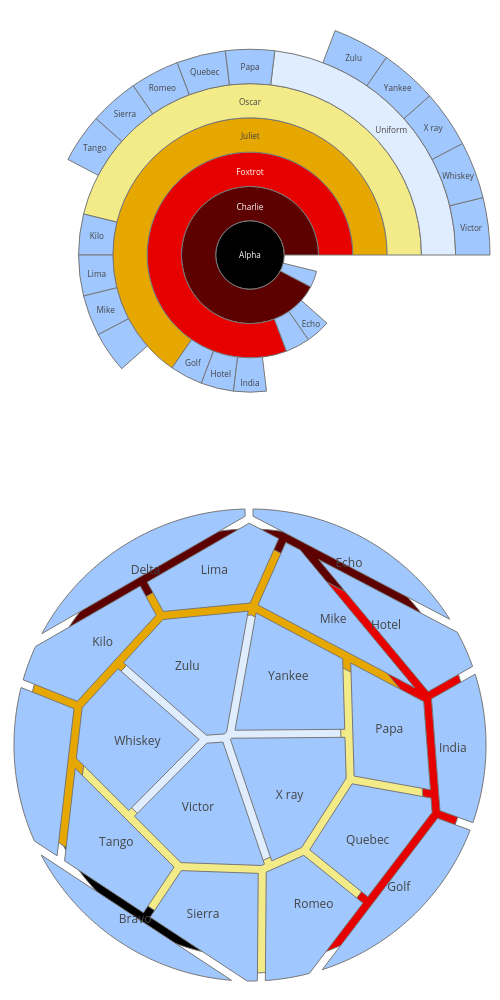 Zulu
Papa
Quebec
Yankee
Romeo
Oscar
Sierra
X ray
Uniform
Juliet
Tango
Foxtrot
Whiskey
Charlie
Victor
Kilo
Alpha
Lima
Mike
Echo
Golf
Hotel
India
Echo
Delta
Lima
Mike
Hotel
Kilo
Zulu
Yankee
Papa
Whiskey
India
X ray
Victor
Quebec
Tango
Golf
Romeo
Sierra
Bravo